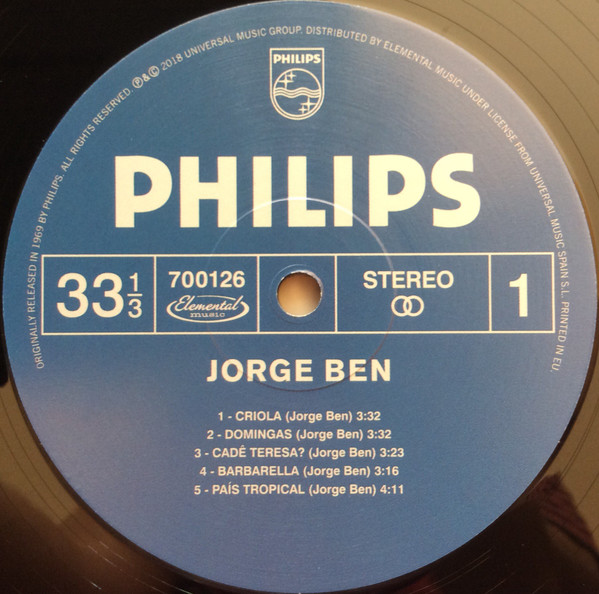 ORIGINALLY RELEASED IN 1969 BY PHILIPS. ALL RIGHTS RESERVED. ℗&© 2018 UNIVERSAL MUSIC GROUP. DISTRIBUTED BY ELEMENTAL MUSIC UNDER LICENSE FROM UNIVERSAL MUSIC SPAIN S.L. PRINTED IN EU.
PHILIPS
PHILIPS
33 1/3 700126 STEREO 1
Elemental
music
JORGE BEN
1 - CRIOLA (Jorge Ben) 3:32
2 - DOMINGAS (Jorge Ben) 3:32
3 - CADÊ TERESA? (Jorge Ben) 3:23
4 - BARBARELLA (Jorge Ben) 3:16
5 - PAÍS TROPICAL (Jorge Ben) 4:11